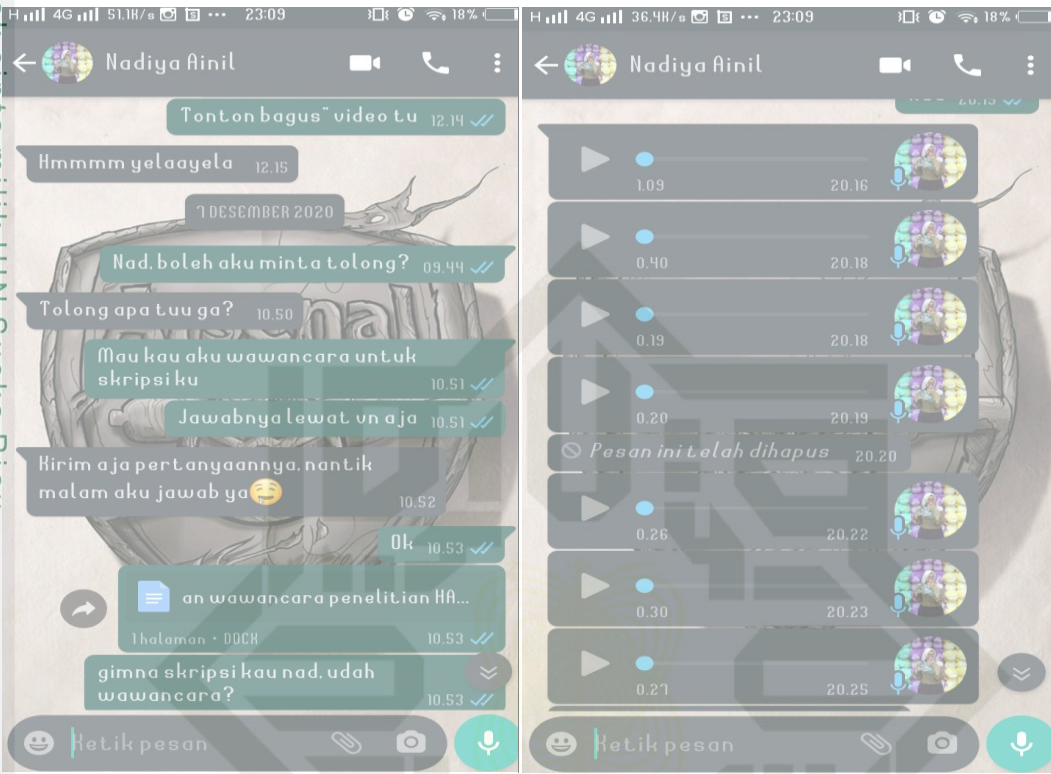 H 4G 51.1K/s ··· 23:09 18%
Nadiya Ainil
Tonton bagus" video tu 12.14
Hmmmm yelaayela 12.15
7 DESEMBER 2020
Nad, boleh aku minta tolong? 09.44
Tolong apa tuu ga? 10.50
Mau kau aku wawancara untuk
skripsiku 10.51
Jawabnya lewat vn aja 10.51
Kirim aja pertanyaannya, nantik
malam aku jawab ya🤤 10.52
Ok 10.53
an wawancara penelitian HA...
1 halaman • DOCX 10.53
gimna skripsi kau nad, udah
wawancara? 10.53
Ketik pesan
H 4G 36.4K/s ··· 23:09 18%
Nadiya Ainil
20.15
1.09 20.16
0.40 20.18
0.19 20.18
0.20 20.19
Pesan ini telah dihapus 20.20
0.26 20.22
0.30 20.23
0.27 20.25
Ketik pesan